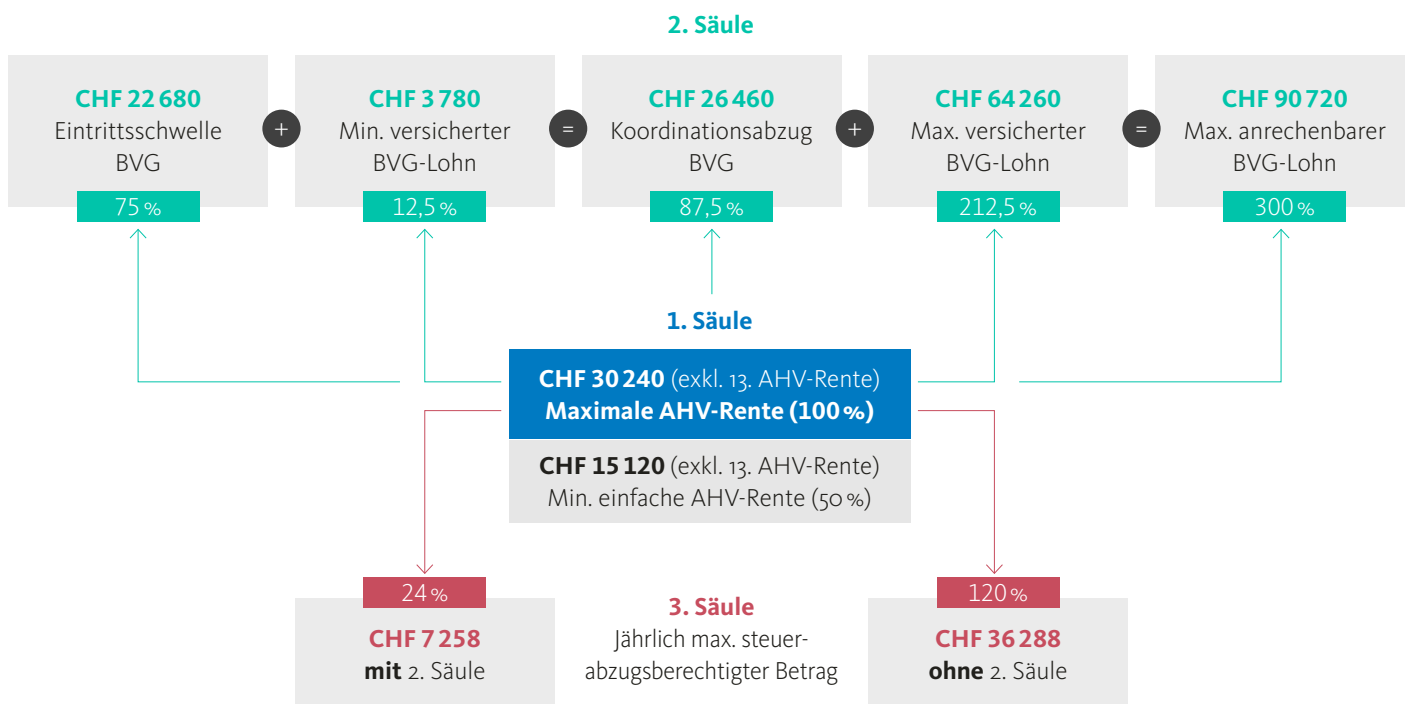 2. Säule
CHF 22 680
Eintrittsschwelle
BVG
75 %
+
CHF 3 780
Min. versicherter
BVG-Lohn
12,5 %
=
CHF 26 460
Koordinationsabzug
BVG
87,5 %
+
CHF 64 260
Max. versicherter
BVG-Lohn
212,5 %
=
CHF 90 720
Max. anrechenbarer
BVG-Lohn
300 %
1. Säule
CHF 30 240 (exkl. 13. AHV-Rente)
Maximale AHV-Rente (100 %)
CHF 15 120 (exkl. 13. AHV-Rente)
Min. einfache AHV-Rente (50 %)
24 %
CHF 7 258
mit 2. Säule
3. Säule
Jährlich max. steuer-
abzugsberechtigter Betrag
120 %
CHF 36 288
ohne 2. Säule